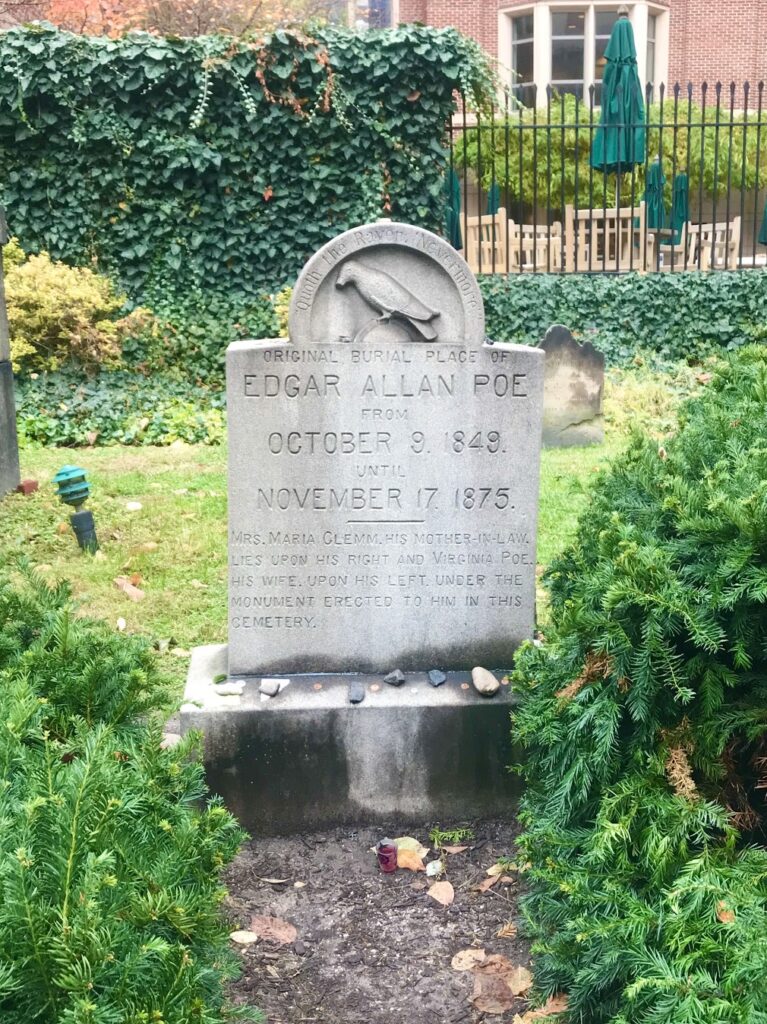 "Quoth the Raven, Nevermore"
ORIGINAL BURIAL PLACE OF
EDGAR ALLAN POE
FROM
OCTOBER 9. 1849.
UNTIL
NOVEMBER 17. 1875.
MRS. MARIA CLEMM, HIS MOTHER-IN-LAW,
LIES UPON HIS RIGHT AND VIRGINIA POE,
HIS WIFE, UPON HIS LEFT, UNDER THE
MONUMENT ERECTED TO HIM IN THIS
CEMETERY.